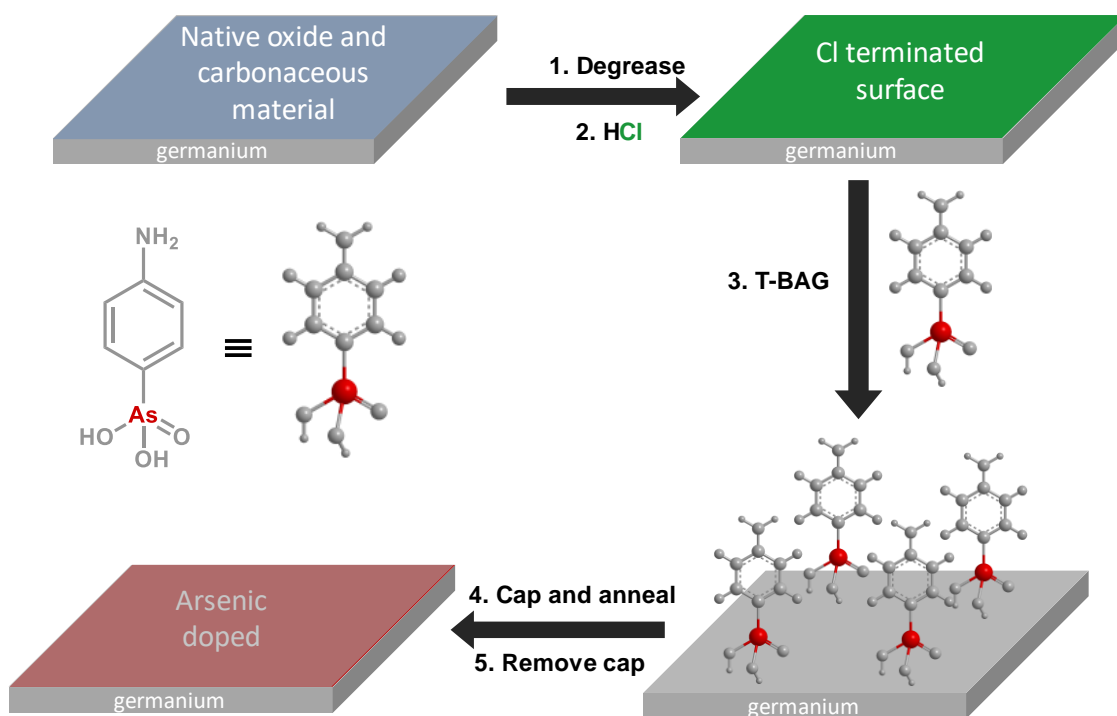 Native oxide and
carbonaceous
material
germanium
1. Degrease
2. HCl
Cl terminated
surface
germanium
3. T-BAG
NH₂
As
HO
O
OH
≡
4. Cap and anneal
5. Remove cap
Arsenic
doped
germanium
germanium